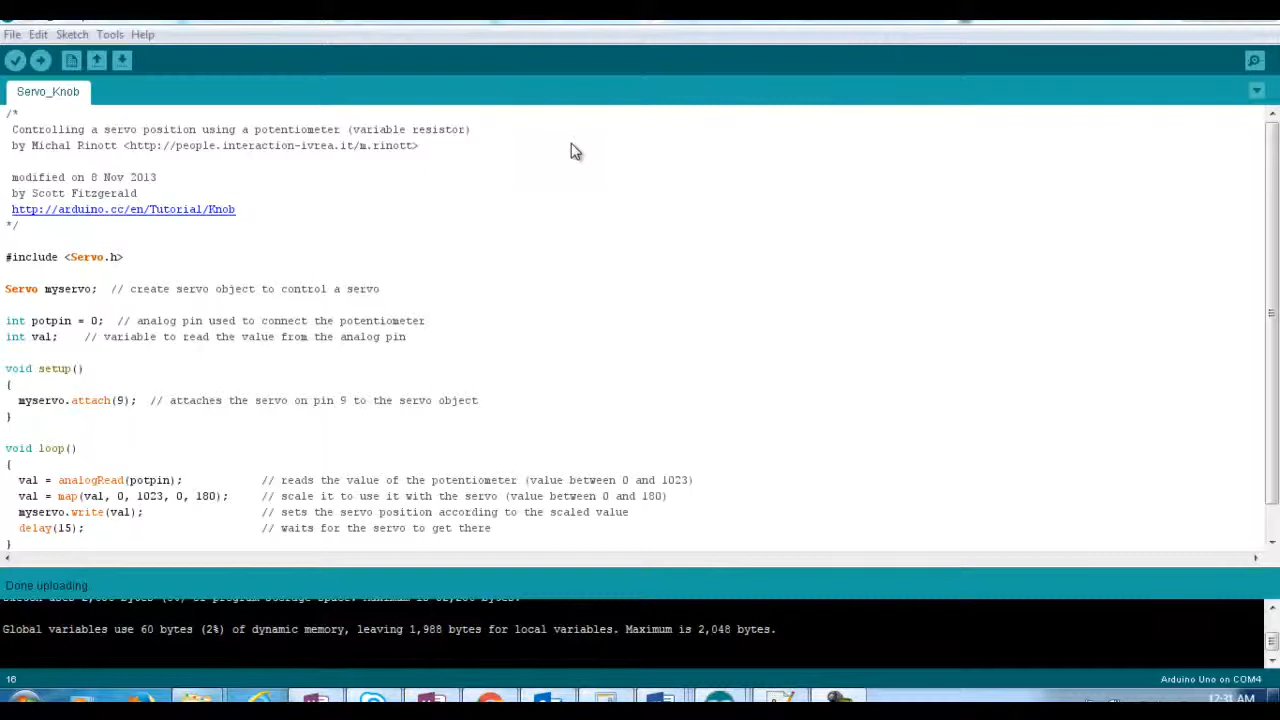 File Edit Sketch Tools Help
Servo_Knob
/*
Controlling a servo position using a potentiometer (variable resistor)
by Michal Rinott <http://people.interaction-ivrea.it/m.rinott>
modified on 8 Nov 2013
by Scott Fitzgerald
http://arduino.cc/en/Tutorial/Knob
*/
#include <Servo.h>
Servo myservo;  // create servo object to control a servo
int potpin = 0;  // analog pin used to connect the potentiometer
int val;    // variable to read the value from the analog pin
void setup()
{
myservo.attach(9);  // attaches the servo on pin 9 to the servo object
}
void loop()
{
val = analogRead(potpin);            // reads the value of the potentiometer (value between 0 and 1023)
val = map(val, 0, 1023, 0, 180);     // scale it to use it with the servo (value between 0 and 180)
myservo.write(val);                  // sets the servo position according to the scaled value
delay(15);                           // waits for the servo to get there
}
Done uploading.
Global variables use 60 bytes (2%) of dynamic memory, leaving 1,988 bytes for local variables. Maximum is 2,048 bytes.
16
Arduino Uno on COM4
12:31 AM